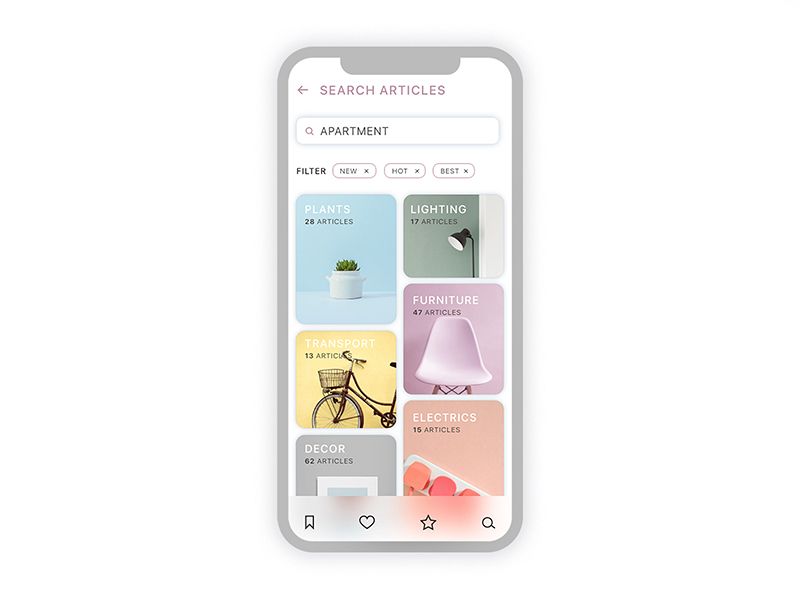 SEARCH ARTICLES
APARTMENT
FILTER NEW × HOT × BEST ×
PLANTS
28 ARTICLES
LIGHTING
17 ARTICLES
FURNITURE
47 ARTICLES
TRANSPORT
13 ARTICLES
ELECTRICS
15 ARTICLES
DECOR
62 ARTICLES